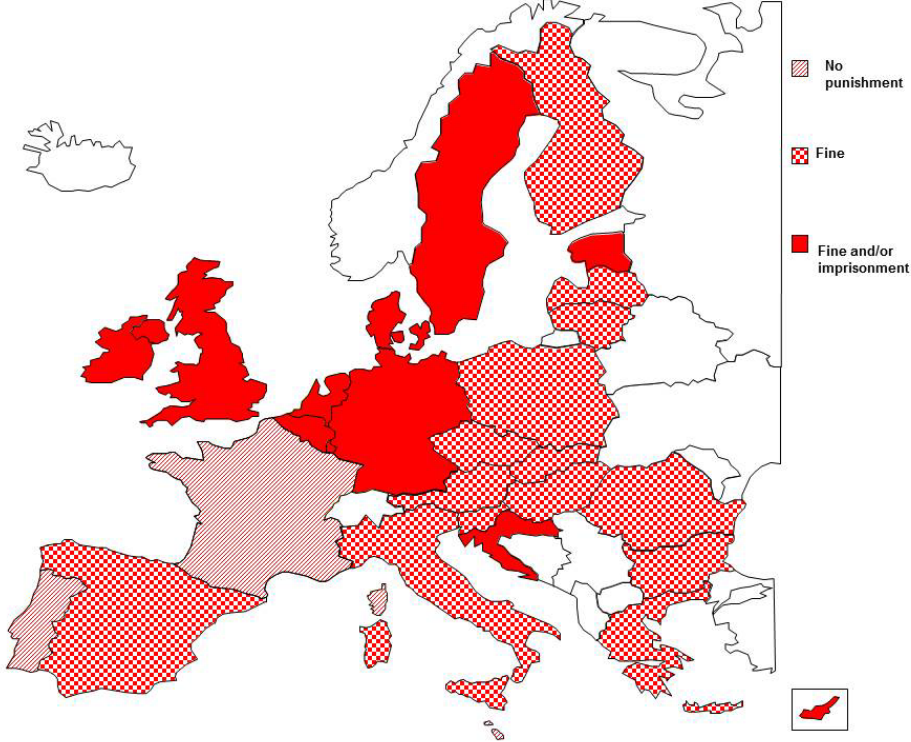 No
punishment
Fine
Fine and/or
imprisonment